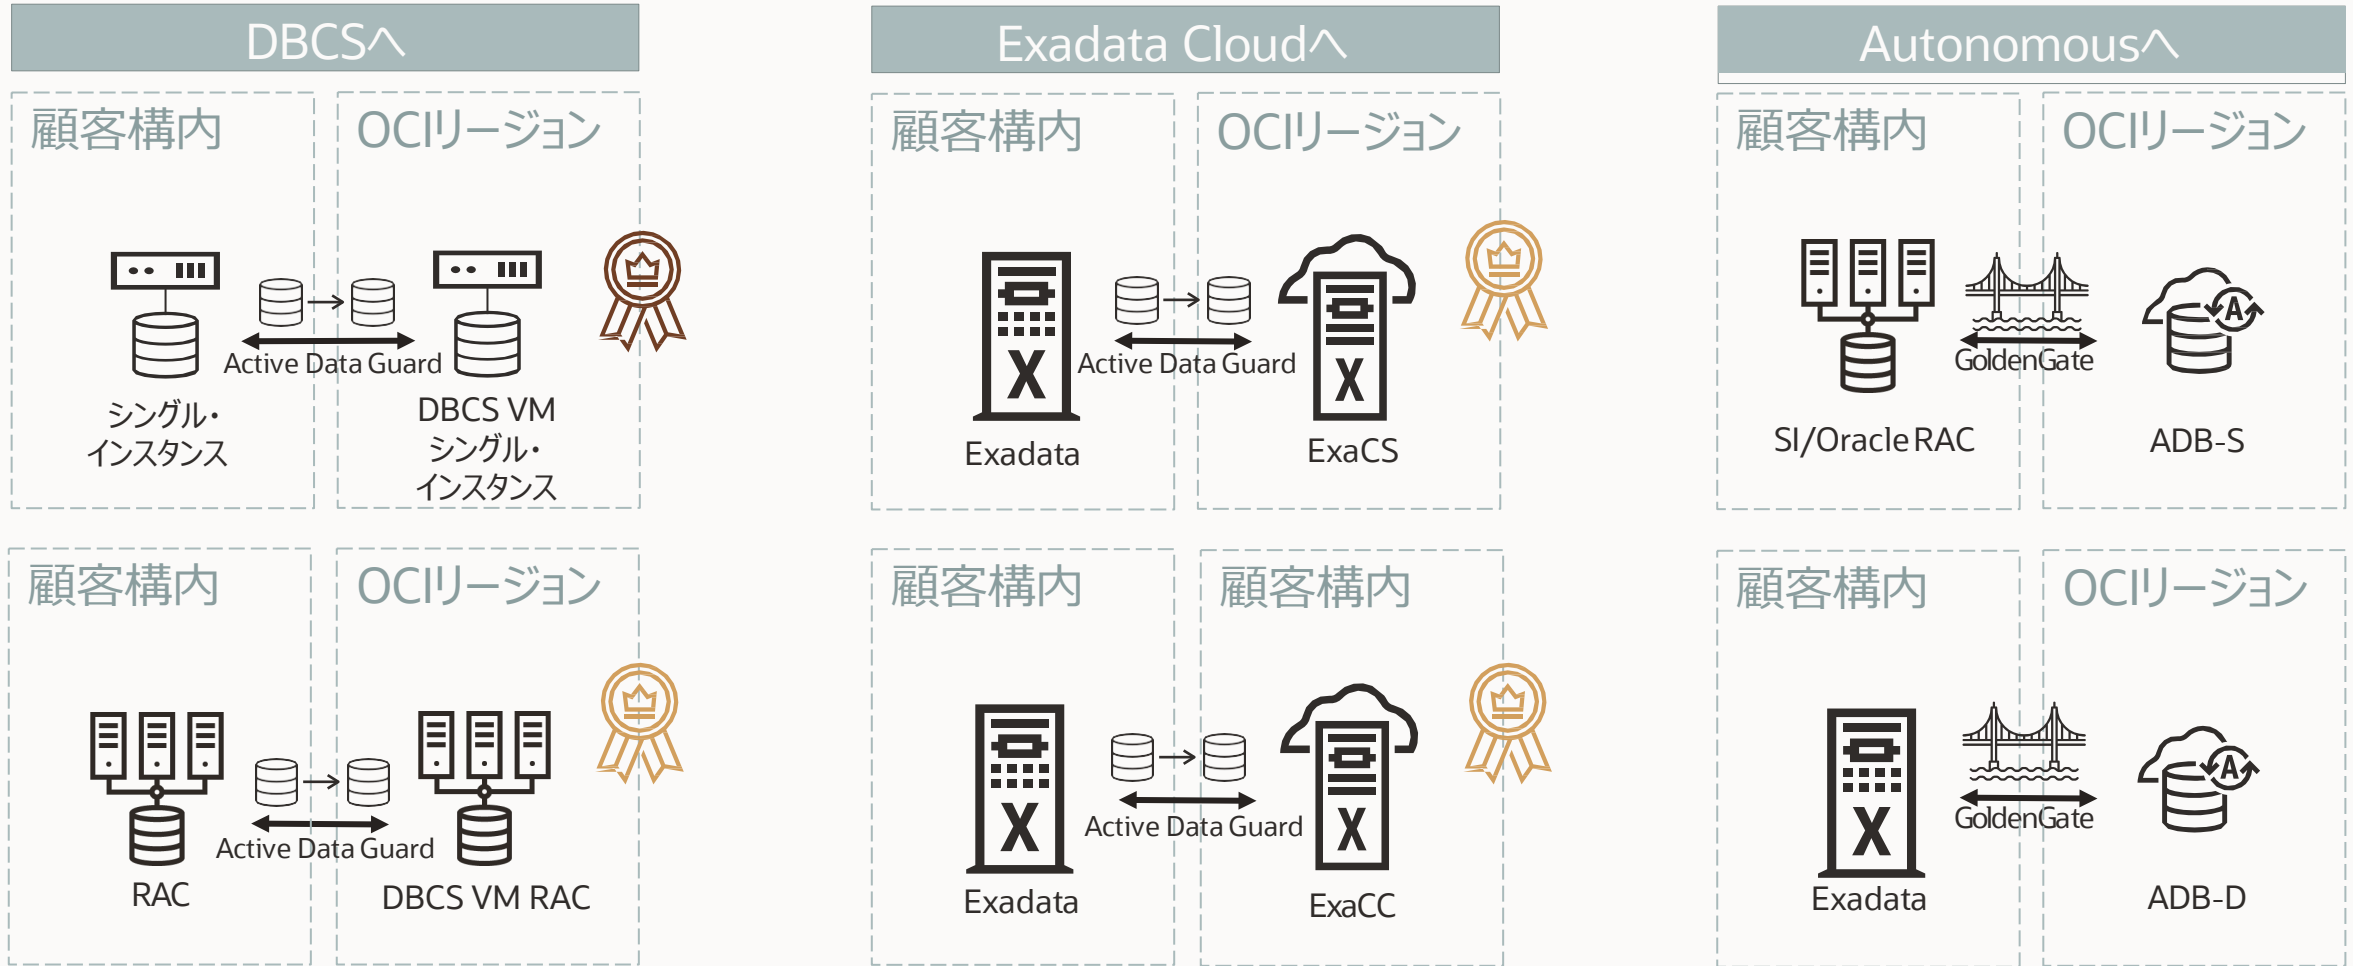 DBCSへ
顧客構内
OCIリージョン
Active Data Guard
シングル・
インスタンス
DBCS VM
シングル・
インスタンス
顧客構内
OCIリージョン
Active Data Guard
RAC
DBCS VM RAC
Exadata Cloudへ
顧客構内
OCIリージョン
X
Active Data Guard
X
Exadata
ExaCS
顧客構内
顧客構内
X
Active Data Guard
X
Exadata
ExaCC
Autonomousへ
顧客構内
OCIリージョン
A
GoldenGate
SI/Oracle RAC
ADB-S
顧客構内
OCIリージョン
A
X
GoldenGate
Exadata
ADB-D